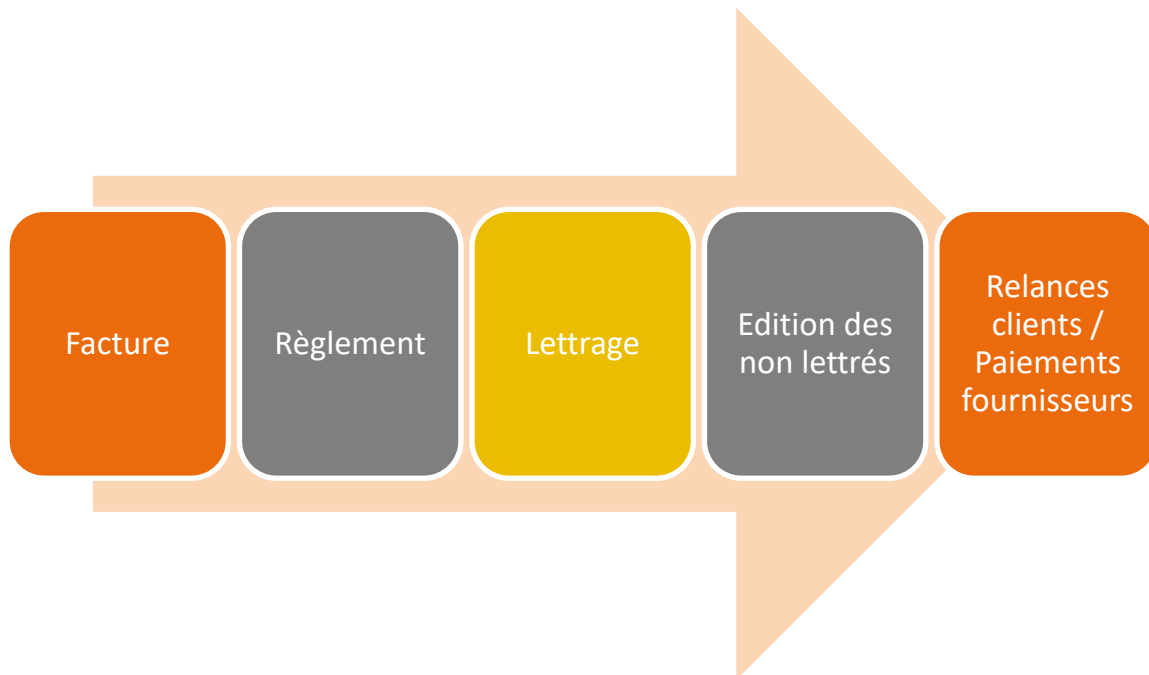 Facture
Règlement
Lettrage
Edition des
non lettrés
Relances
clients /
Paiements
fournisseurs